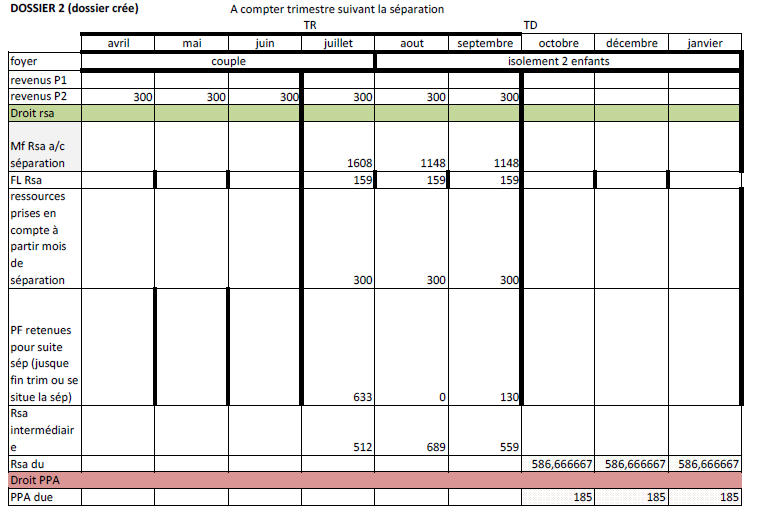 DOSSIER 2 (dossier crée) A compter trimestre suivant la séparation
TR TD
avril mai juin juillet aout septembre octobre décembre janvier
foyer couple isolement 2 enfants
revenus P1
revenus P2 300 300 300 300 300 300
Droit rsa
Mf Rsa a/c
séparation 1608 1148 1148
FL Rsa 159 159 159
ressources
prises en
compte à
partir mois
de
séparation 300 300 300
PF retenues
pour suite
sép (jusque
fin trim ou se
situe la sép) 633 0 130
Rsa
intermédiair
e 512 689 559
Rsa du 586,666667 586,666667 586,666667
Droit PPA
PPA due 185 185 185